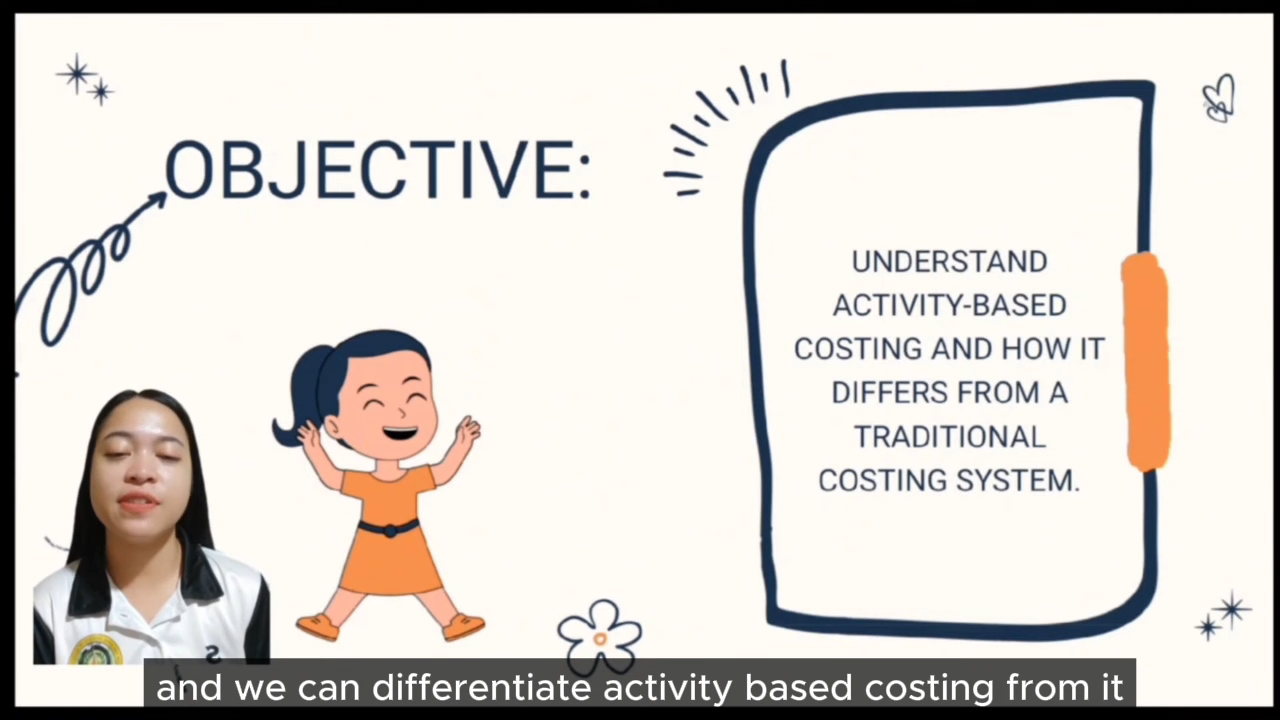 OBJECTIVE:
UNDERSTAND
ACTIVITY-BASED
COSTING AND HOW IT
DIFFERS FROM A
TRADITIONAL
COSTING SYSTEM.
and we can differentiate activity based costing from it